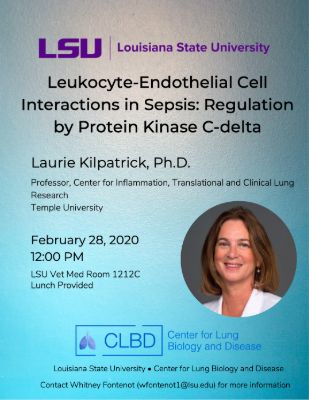 LSU Louisiana State University
Leukocyte-Endothelial Cell
Interactions in Sepsis: Regulation
by Protein Kinase C-delta
Laurie Kilpatrick, Ph.D.
Professor, Center for Inflammation, Translational and Clinical Lung
Research
Temple University
February 28, 2020
12:00 PM
LSU Vet Med Room 1212C
Lunch Provided
CLBD Center for Lung
Biology and Disease
Louisiana State University • Center for Lung Biology and Disease
Contact Whitney Fontenot (wfontenot1@lsu.edu) for more information